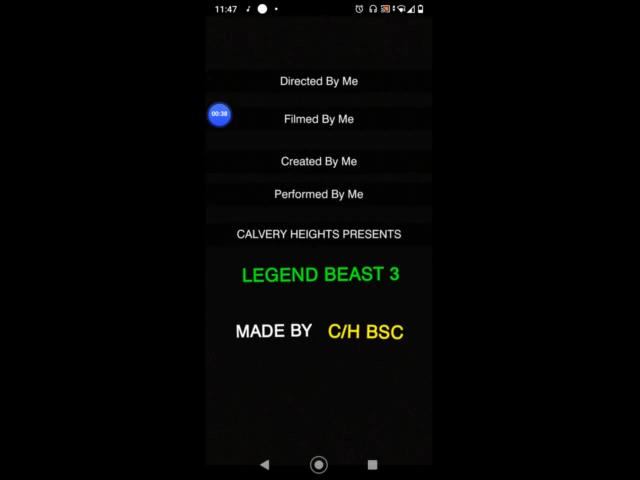 11:47
Directed By Me
00:38
Filmed By Me
Created By Me
Performed By Me
CALVERY HEIGHTS PRESENTS
LEGEND BEAST 3
MADE BY C/H BSC